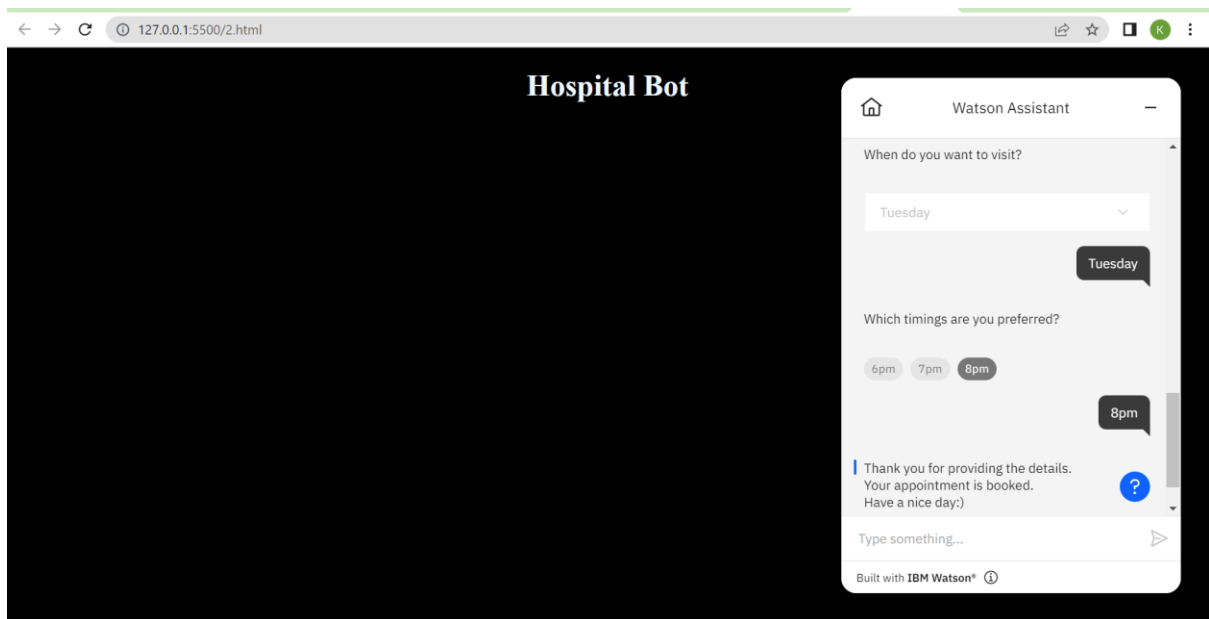 127.0.0.1:5500/2.html
K
Hospital Bot
Watson Assistant
When do you want to visit?
Tuesday
Tuesday
Which timings are you preferred?
6pm 7pm 8pm
8pm
Thank you for providing the details.
Your appointment is booked.
Have a nice day:)
?
Type something...
Built with IBM Watson®